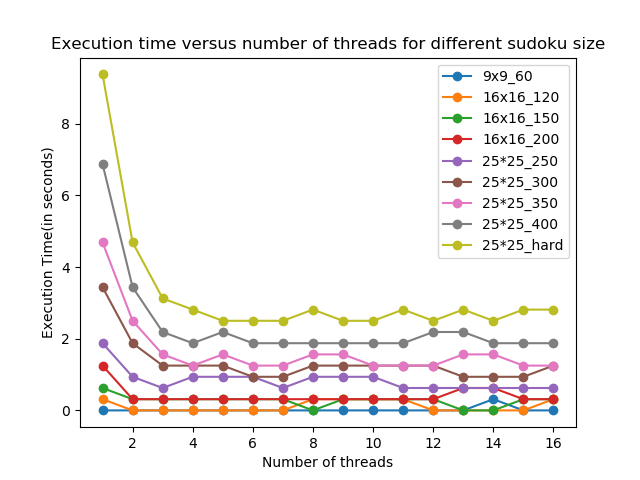 Execution time versus number of threads for different sudoku size
9x9_60
16x16_120
16x16_150
16x16_200
25*25_250
25*25_300
25*25_350
25*25_400
25*25_hard
Execution Time(in seconds)
8
6
4
2
0
2 4 6 8 10 12 14 16
Number of threads